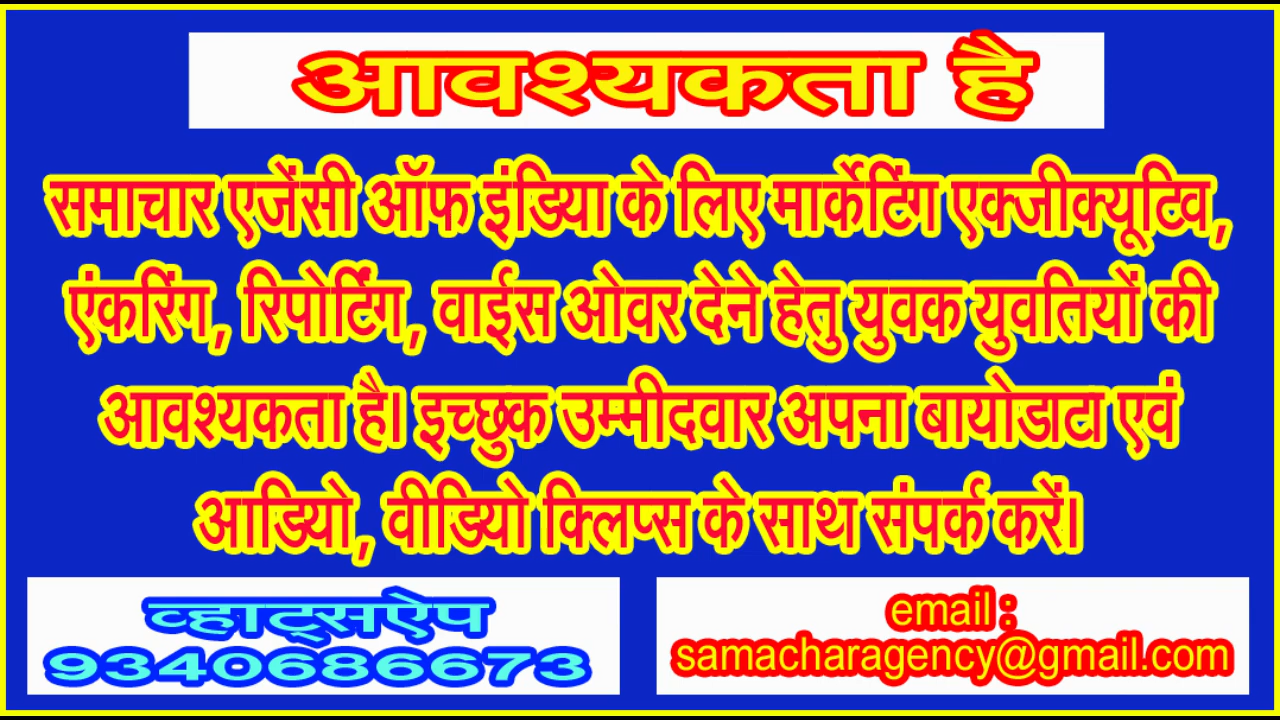 आवश्यकता है
समाचार एजेंसी ऑफ इंडिया के लिए मार्केटिंग एक्जीक्यूटिव,
एंकरिंग, रिपोर्टिंग, वाईस ओवर देने हेतु युवक युवतियों की
आवश्यकता है। इच्छुक उम्मीदवार अपना बायोडाटा एवं
आडियो, वीडियो क्लिप्स के साथ संपर्क करें।
व्हाट्सऐप
9340686673
email :
samacharagency@gmail.com